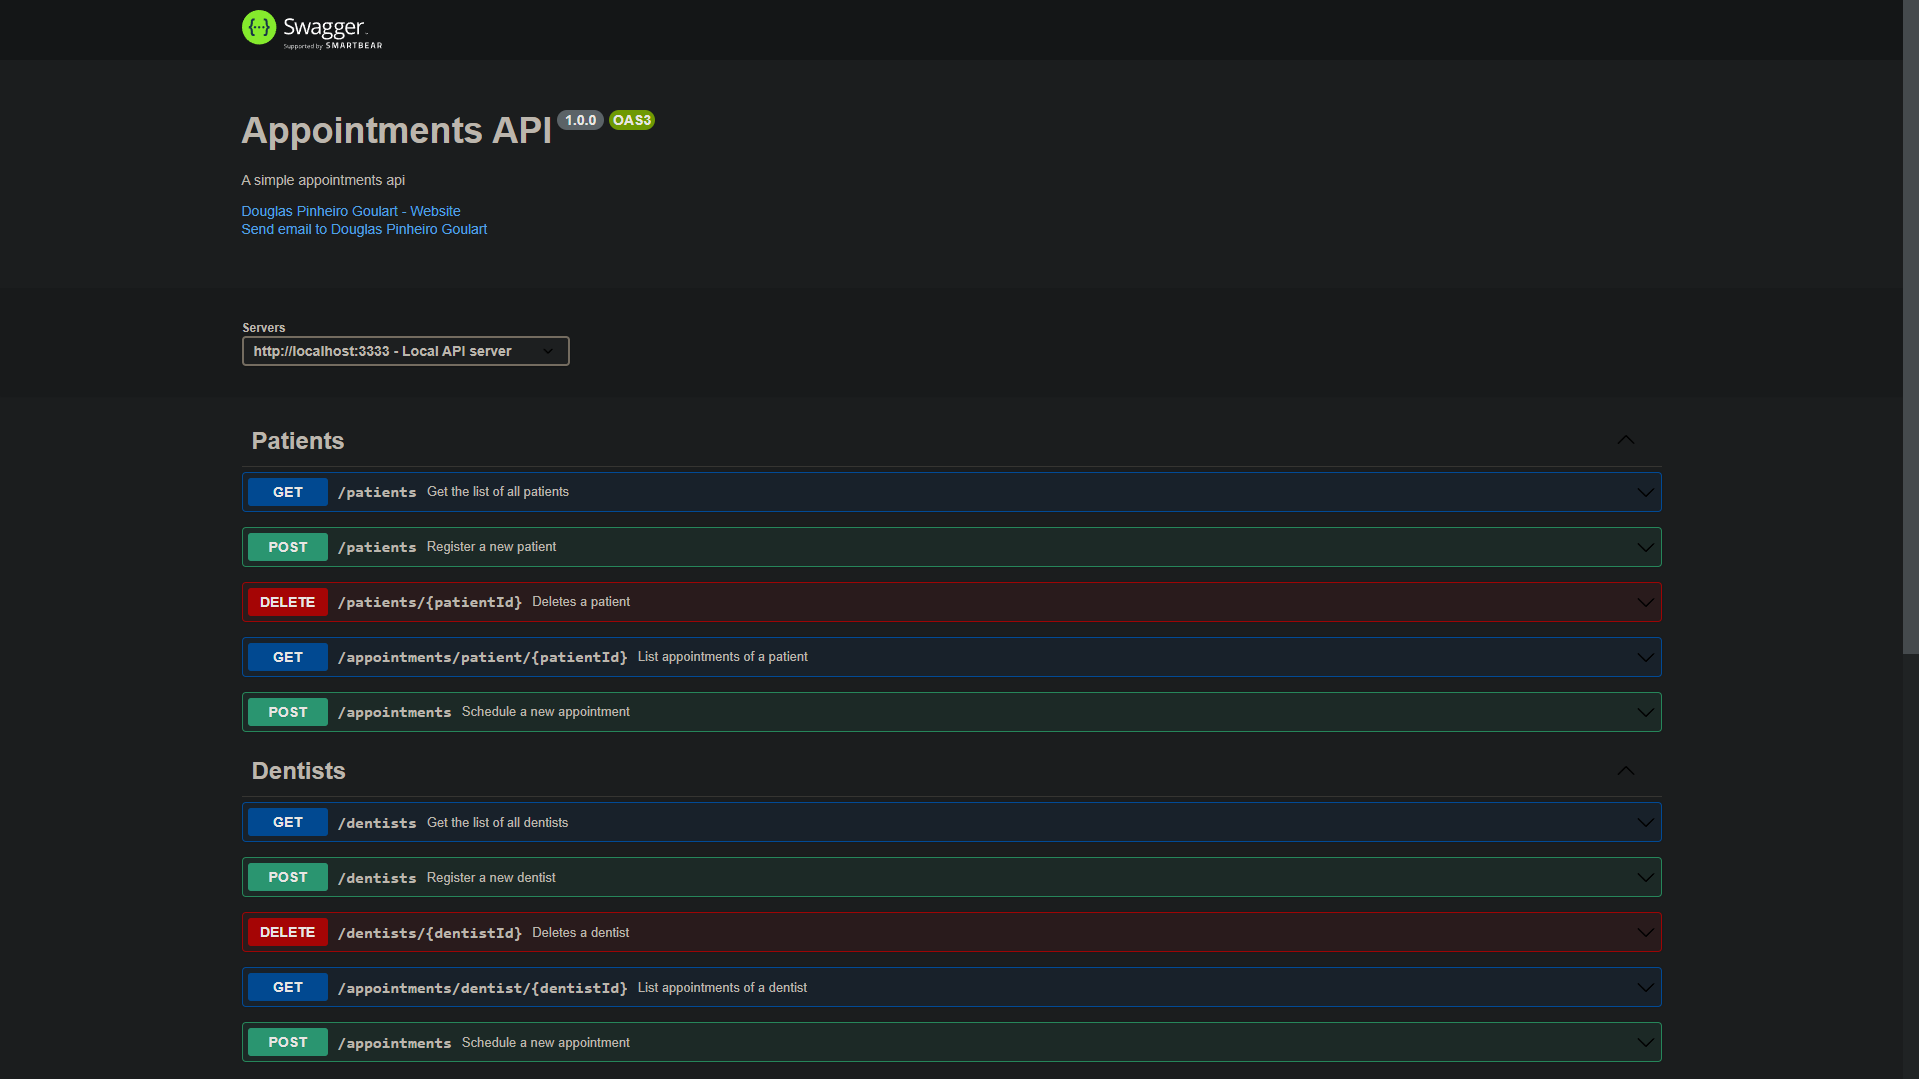 Swagger
Supported by SMARTBEAR
Appointments API 1.0.0 OAS3
A simple appointments api
Douglas Pinheiro Goulart - Website
Send email to Douglas Pinheiro Goulart
Servers
http://localhost:3333 - Local API server
Patients
GET /patients Get the list of all patients
POST /patients Register a new patient
DELETE /patients/{patientId} Deletes a patient
GET /appointments/patient/{patientId} List appointments of a patient
POST /appointments Schedule a new appointment
Dentists
GET /dentists Get the list of all dentists
POST /dentists Register a new dentist
DELETE /dentists/{dentistId} Deletes a dentist
GET /appointments/dentist/{dentistId} List appointments of a dentist
POST /appointments Schedule a new appointment